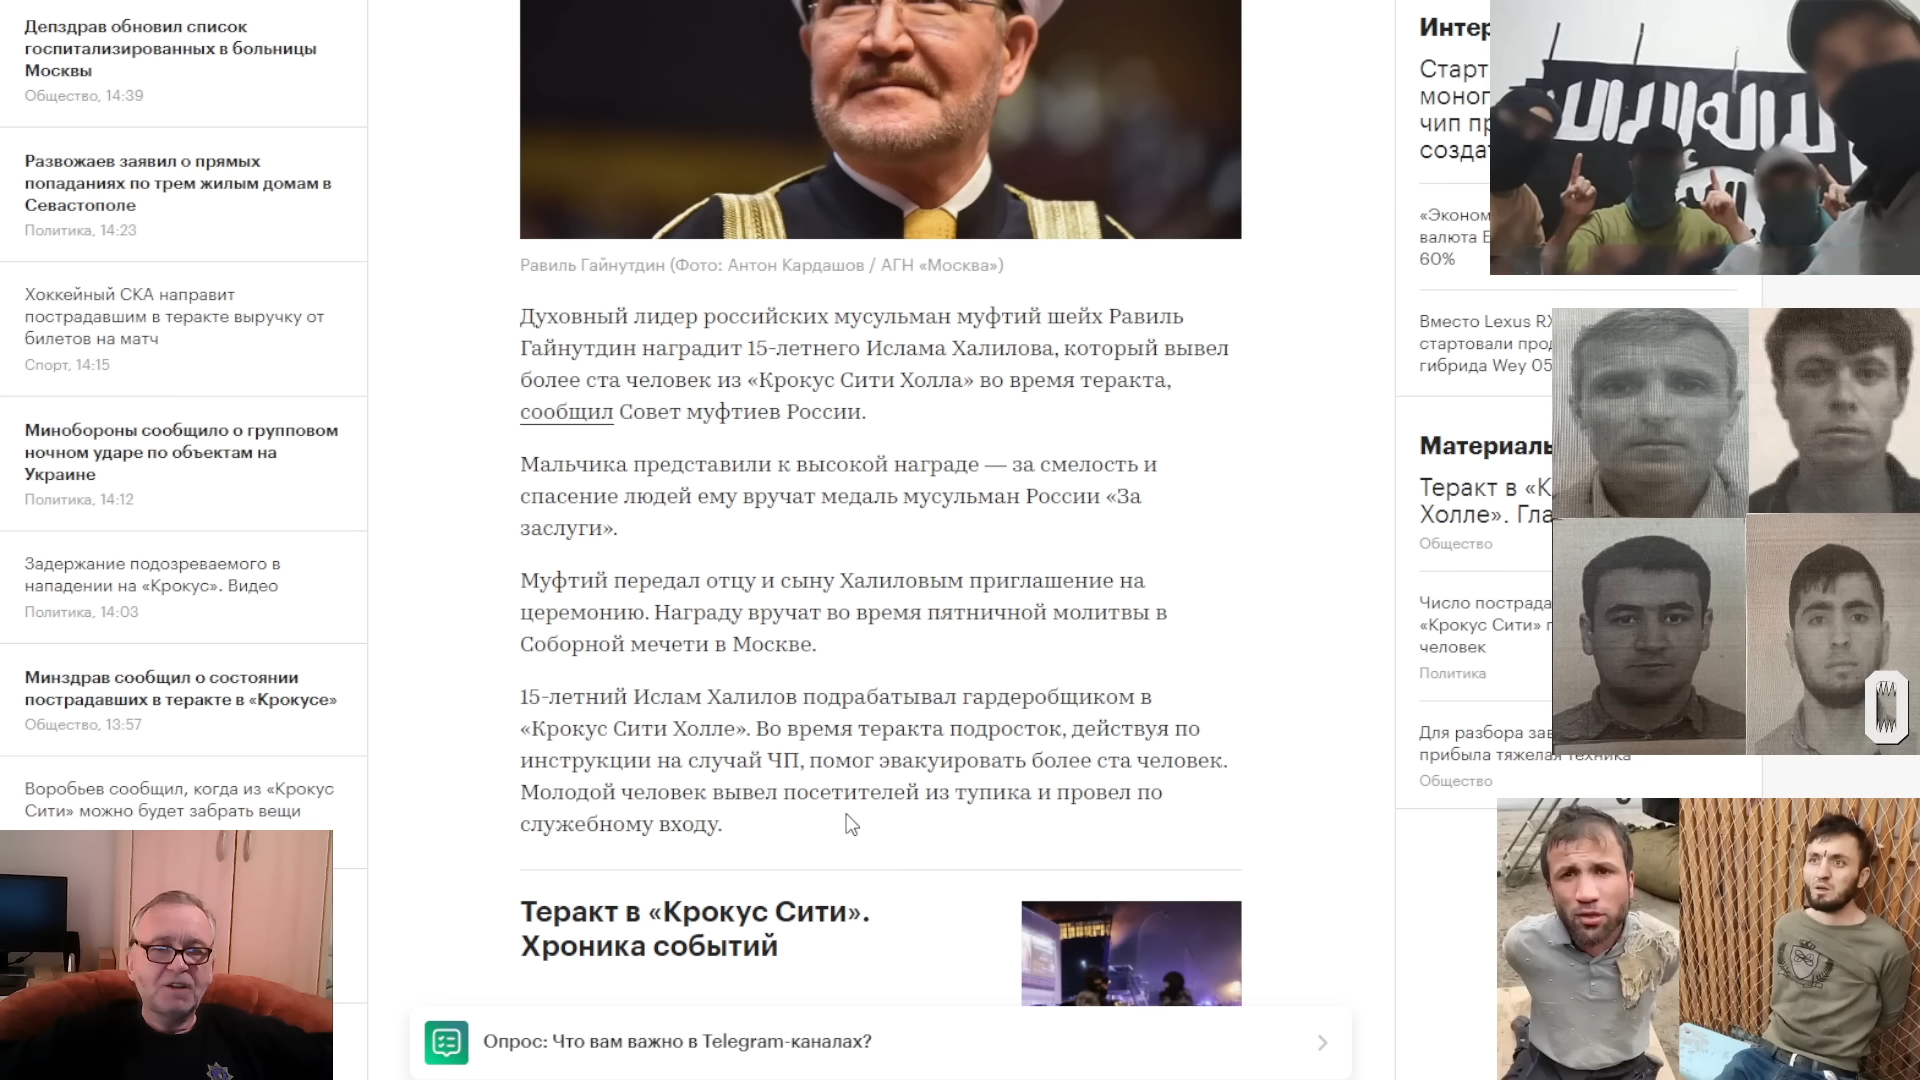 Депздрав обновил список
госпитализированных в больницы
Москвы
Общество, 14:39
Развожаев заявил о прямых
попаданиях по трем жилым домам в
Севастополе
Политика, 14:23
Хоккейный СКА направит
пострадавшим в теракте выручку от
билетов на матч
Спорт, 14:15
Минобороны сообщило о групповом
ночном ударе по объектам на
Украине
Политика, 14:12
Задержание подозреваемого в
нападении на «Крокус». Видео
Политика, 14:03
Минздрав сообщил о состоянии
пострадавших в теракте в «Крокусе»
Общество, 13:57
Воробьев сообщил, когда из «Крокус
Сити» можно будет забрать вещи
Равиль Гайнутдин (Фото: Антон Кардашов / АГН «Москва»)
Духовный лидер российских мусульман муфтий шейх Равиль
Гайнутдин наградит 15-летнего Ислама Халилова, который вывел
более ста человек из «Крокус Сити Холла» во время теракта,
сообщил Совет муфтиев России.
Мальчика представили к высокой награде — за смелость и
спасение людей ему вручат медаль мусульман России «За
заслуги».
Муфтий передал отцу и сыну Халиловым приглашение на
церемонию. Награду вручат во время пятничной молитвы в
Соборной мечети в Москве.
15-летний Ислам Халилов подрабатывал гардеробщиком в
«Крокус Сити Холле». Во время теракта подросток, действуя по
инструкции на случай ЧП, помог эвакуировать более ста человек.
Молодой человек вывел посетителей из тупика и провел по
служебному входу.
Теракт в «Крокус Сити».
Хроника событий
Опрос: Что вам важно в Telegram-каналах?
Интер
Старт
моног
чип пр
созда
«Эконом
валюта Е
60%
Вместо Lexus RX
стартовали прод
гибрида Wey 05
Материалы
Теракт в «К
Холле». Гла
Общество
Число пострада
«Крокус Сити» г
человек
Политика
Для разбора зав
прибыла тяжелая техника
Общество